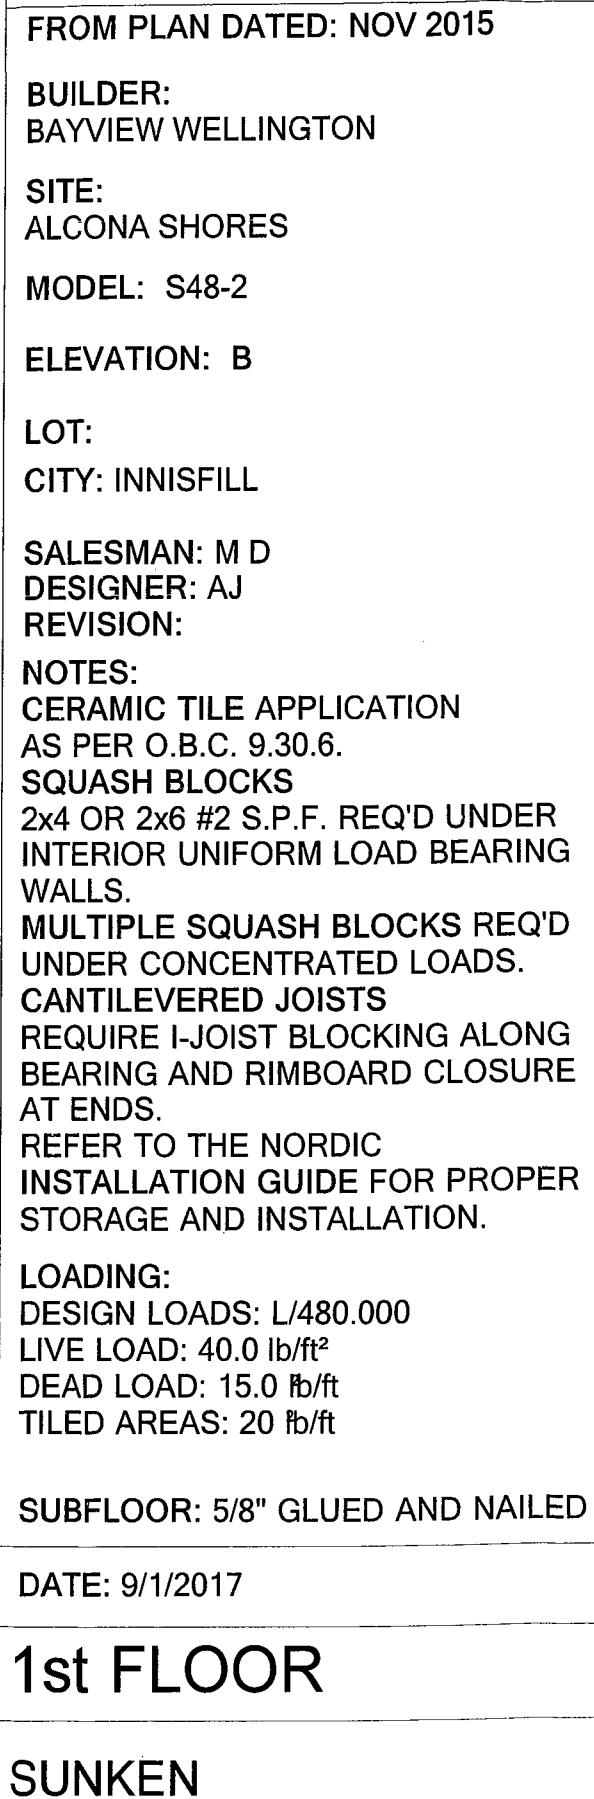 FROM PLAN DATED: NOV 2015
BUILDER:
BAYVIEW WELLINGTON
SITE:
ALCONA SHORES
MODEL: S48-2
ELEVATION: B
LOT:
CITY: INNISFILL
SALESMAN: M D
DESIGNER: AJ
REVISION:
NOTES:
CERAMIC TILE APPLICATION
AS PER O.B.C. 9.30.6.
SQUASH BLOCKS
2x4 OR 2x6 #2 S.P.F. REQ'D UNDER
INTERIOR UNIFORM LOAD BEARING
WALLS.
MULTIPLE SQUASH BLOCKS REQ'D
UNDER CONCENTRATED LOADS.
CANTILEVERED JOISTS
REQUIRE I-JOIST BLOCKING ALONG
BEARING AND RIMBOARD CLOSURE
AT ENDS.
REFER TO THE NORDIC
INSTALLATION GUIDE FOR PROPER
STORAGE AND INSTALLATION.
LOADING:
DESIGN LOADS: L/480.000
LIVE LOAD: 40.0 lb/ft²
DEAD LOAD: 15.0 lb/ft
TILED AREAS: 20 lb/ft
SUBFLOOR: 5/8" GLUED AND NAILED
DATE: 9/1/2017
1st FLOOR
SUNKEN